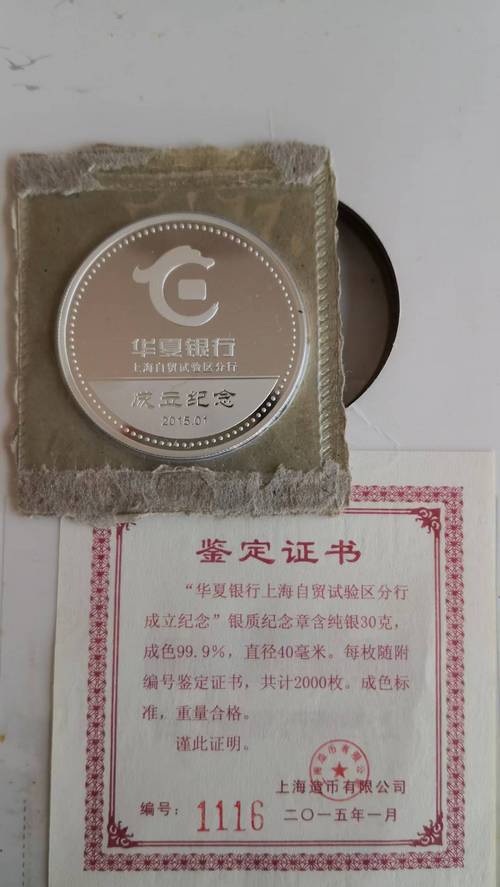 华夏银行
上海自贸试验区分行
成立纪念
2015.01
鉴定证书
“华夏银行上海自贸试验区分行
成立纪念”银质纪念章含纯银30克，
成色99.9%，直径40毫米。每枚随附
编号鉴定证书，共计2000枚。成色标
准，重量合格。
谨此证明。
上海造币有限公司
编号：1116 二〇一五年一月